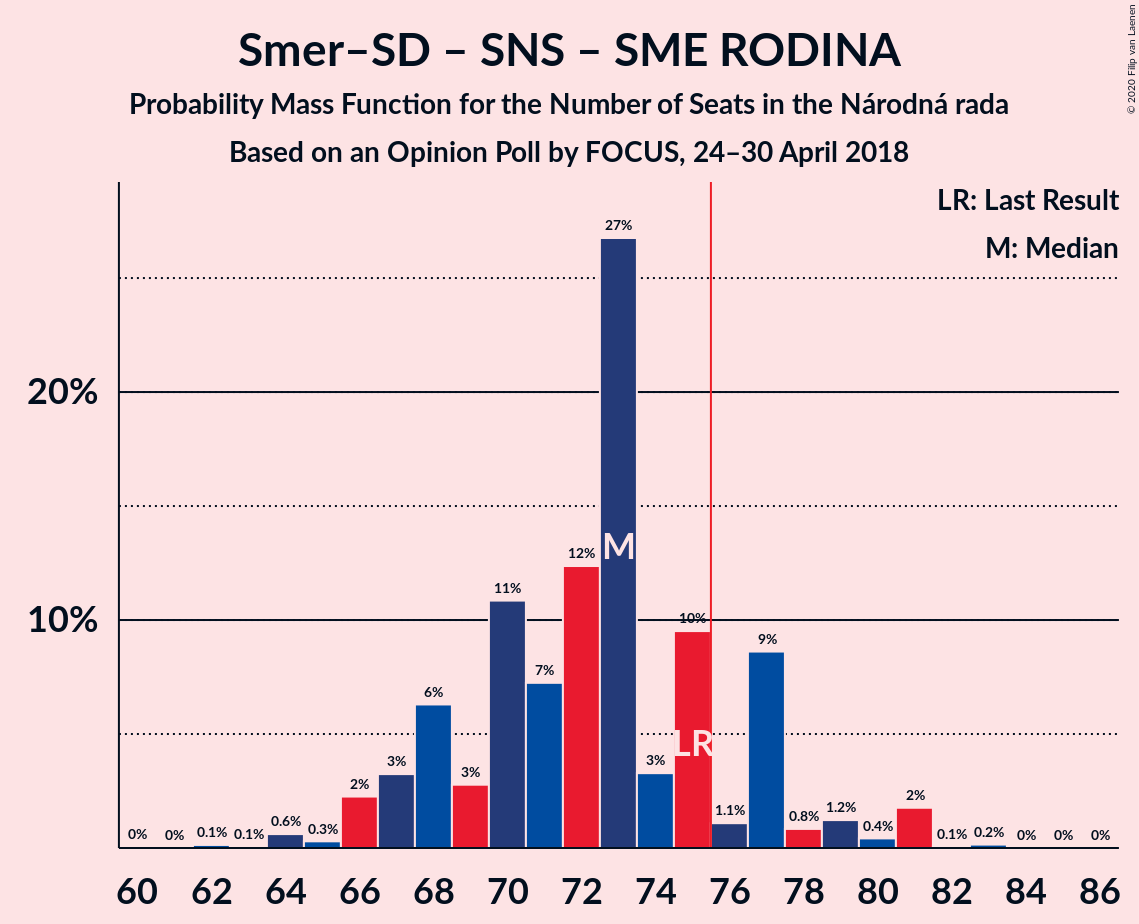 Smer–SD – SNS – SME RODINA
Probability Mass Function for the Number of Seats in the Národná rada
Based on an Opinion Poll by FOCUS, 24–30 April 2018
© 2020 Filip van Laenen
LR: Last Result
M: Median
20%
10%
0% 0% 0.1% 0.1% 0.6% 0.3% 2% 3% 6% 3% 11% 7% 12% 27% 3% 10% 1.1% 9% 0.8% 1.2% 0.4% 2% 0.1% 0.2% 0% 0% 0%
M
LR
60 62 64 66 68 70 72 74 76 78 80 82 84 86